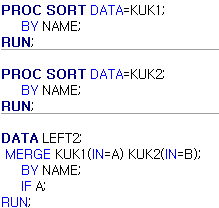 PROC SORT DATA=KUK1;
BY NAME;
RUN;
PROC SORT DATA=KUK2;
BY NAME;
RUN;
DATA LEFT2;
MERGE KUK1(IN=A) KUK2(IN=B);
BY NAME;
IF A;
RUN;